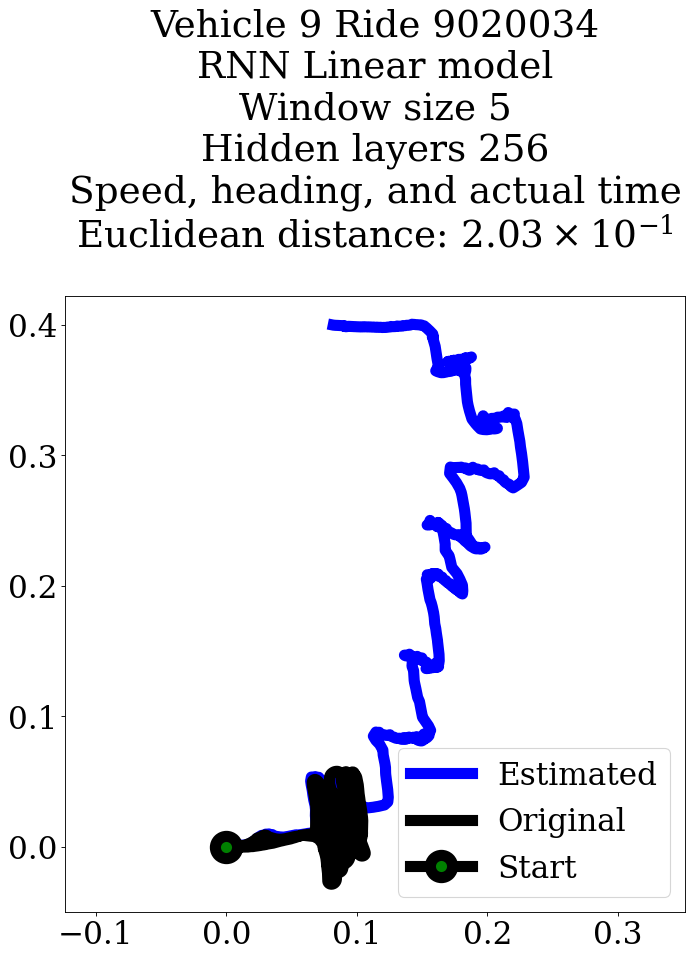 Vehicle 9 Ride 9020034
RNN Linear model
Window size 5
Hidden layers 256
Speed, heading, and actual time
Euclidean distance: 2.03 × 10⁻¹
0.4
0.3
0.2
0.1
0.0
−0.1
0.0
0.1
0.2
0.3
Estimated
Original
Start